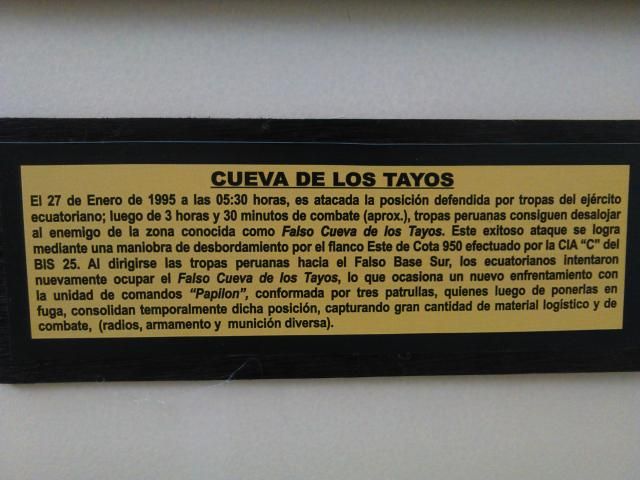 CUEVA DE LOS TAYOS
El 27 de Enero de 1995 a las 05:30 horas, es atacada la posición defendida por tropas del ejército
ecuatoriano; luego de 3 horas y 30 minutos de combate (aprox.), tropas peruanas consiguen desalojar
al enemigo de la zona conocida como Falso Cueva de los Tayos. Este exitoso ataque se logra
mediante una maniobra de desbordamiento por el flanco Este de Cota 950 efectuado por la CIA "C" del
BIS 25. Al dirigirse las tropas peruanas hacia el Falso Base Sur, los ecuatorianos intentaron
nuevamente ocupar el Falso Cueva de los Tayos, lo que ocasiona un nuevo enfrentamiento con
la unidad de comandos "Papilon", conformada por tres patrullas, quienes luego de ponerlas en
fuga, consolidan temporalmente dicha posición, capturando gran cantidad de material logístico y de
combate, (radios, armamento y munición diversa).